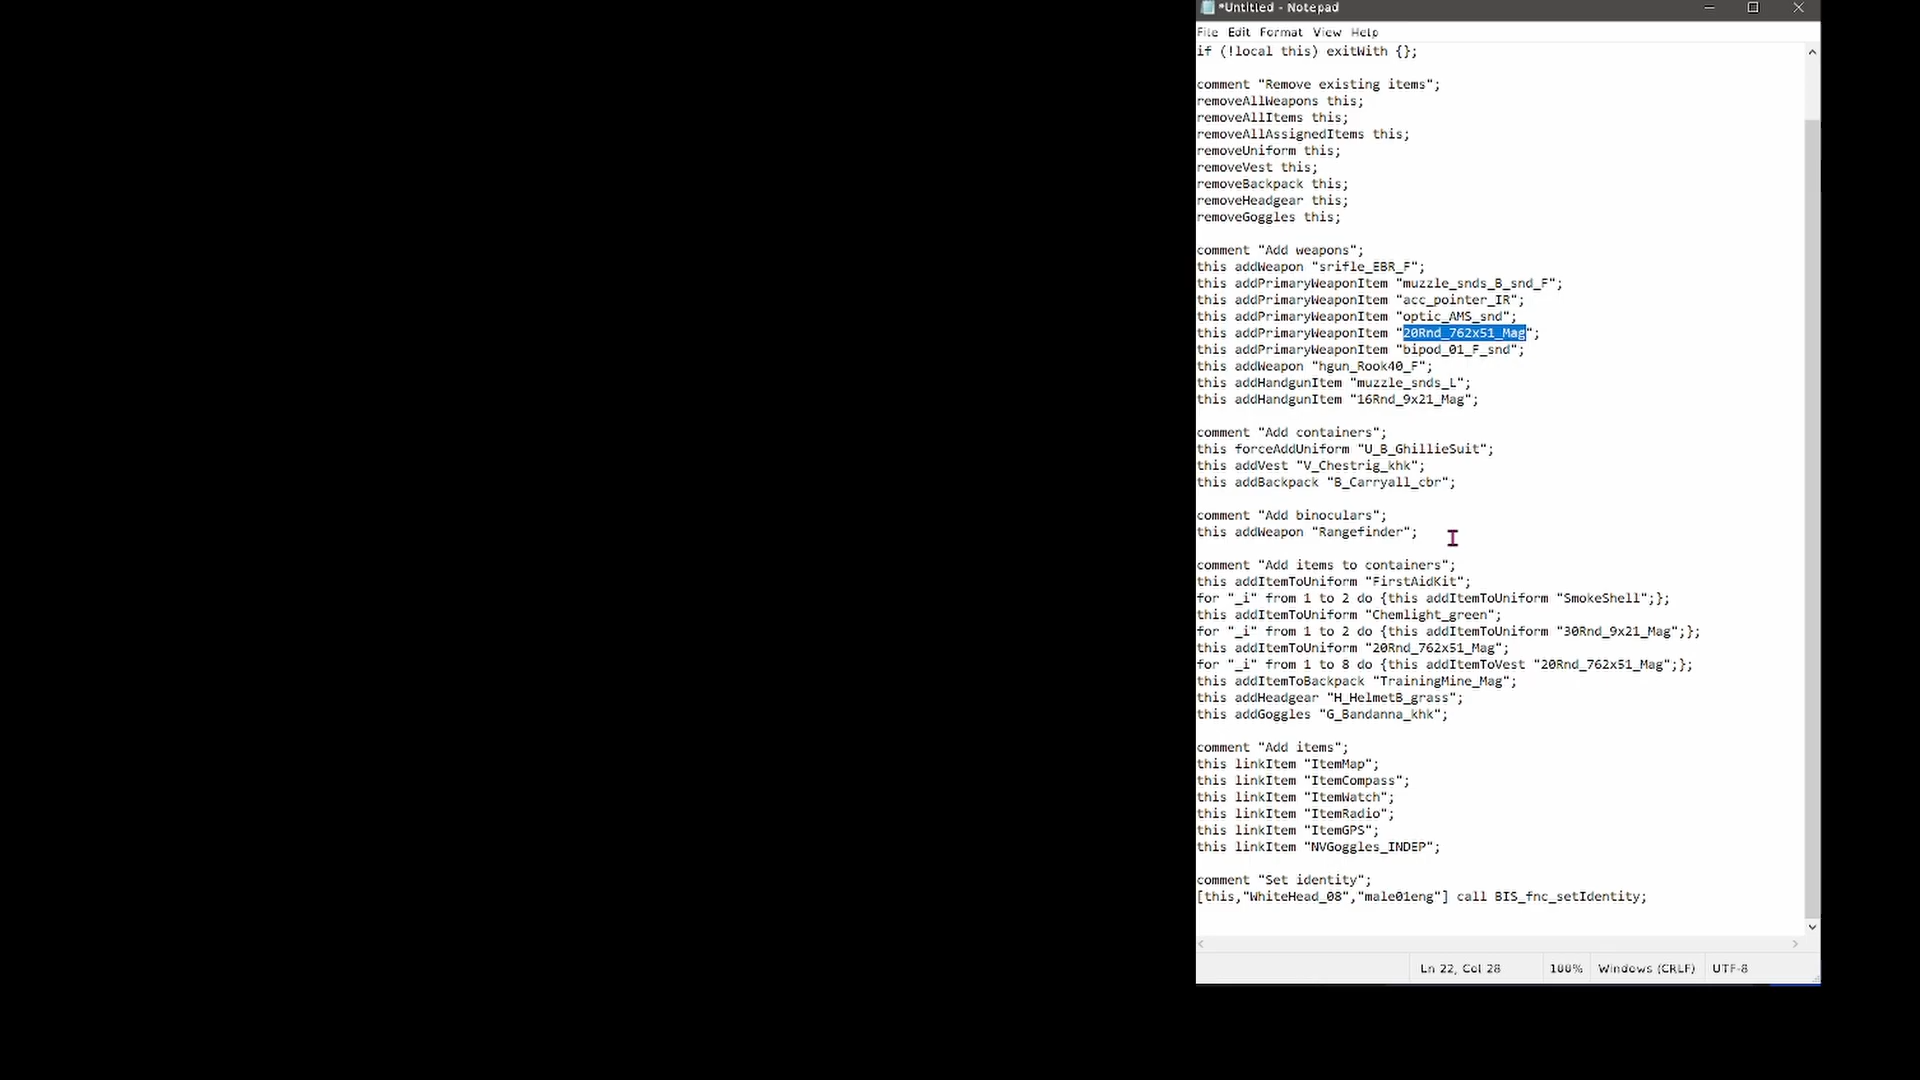 *Untitled - Notepad
File Edit Format View Help
if (!local this) exitWith {};
comment "Remove existing items";
removeAllWeapons this;
removeAllItems this;
removeAllAssignedItems this;
removeUniform this;
removeVest this;
removeBackpack this;
removeHeadgear this;
removeGoggles this;
comment "Add weapons";
this addWeapon "srifle_EBR_F";
this addPrimaryWeaponItem "muzzle_snds_B_snd_F";
this addPrimaryWeaponItem "acc_pointer_IR";
this addPrimaryWeaponItem "optic_AMS_snd";
this addPrimaryWeaponItem "20Rnd_762x51_Mag";
this addPrimaryWeaponItem "bipod_01_F_snd";
this addWeapon "hgun_Rook40_F";
this addHandgunItem "muzzle_snds_L";
this addHandgunItem "16Rnd_9x21_Mag";
comment "Add containers";
this forceAddUniform "U_B_GhillieSuit";
this addVest "V_Chestrig_khk";
this addBackpack "B_Carryall_cbr";
comment "Add binoculars";
this addWeapon "Rangefinder";
comment "Add items to containers";
this addItemToUniform "FirstAidKit";
for "_i" from 1 to 2 do {this addItemToUniform "SmokeShell";};
this addItemToUniform "Chemlight_green";
for "_i" from 1 to 2 do {this addItemToUniform "30Rnd_9x21_Mag";};
this addItemToUniform "20Rnd_762x51_Mag";
for "_i" from 1 to 8 do {this addItemToVest "20Rnd_762x51_Mag";};
this addItemToBackpack "TrainingMine_Mag";
this addHeadgear "H_HelmetB_grass";
this addGoggles "G_Bandanna_khk";
comment "Add items";
this linkItem "ItemMap";
this linkItem "ItemCompass";
this linkItem "ItemWatch";
this linkItem "ItemRadio";
this linkItem "ItemGPS";
this linkItem "NVGoggles_INDEP";
comment "Set identity";
[this,"WhiteHead_08","male01eng"] call BIS_fnc_setIdentity;
Ln 22, Col 28 100% Windows (CRLF) UTF-8